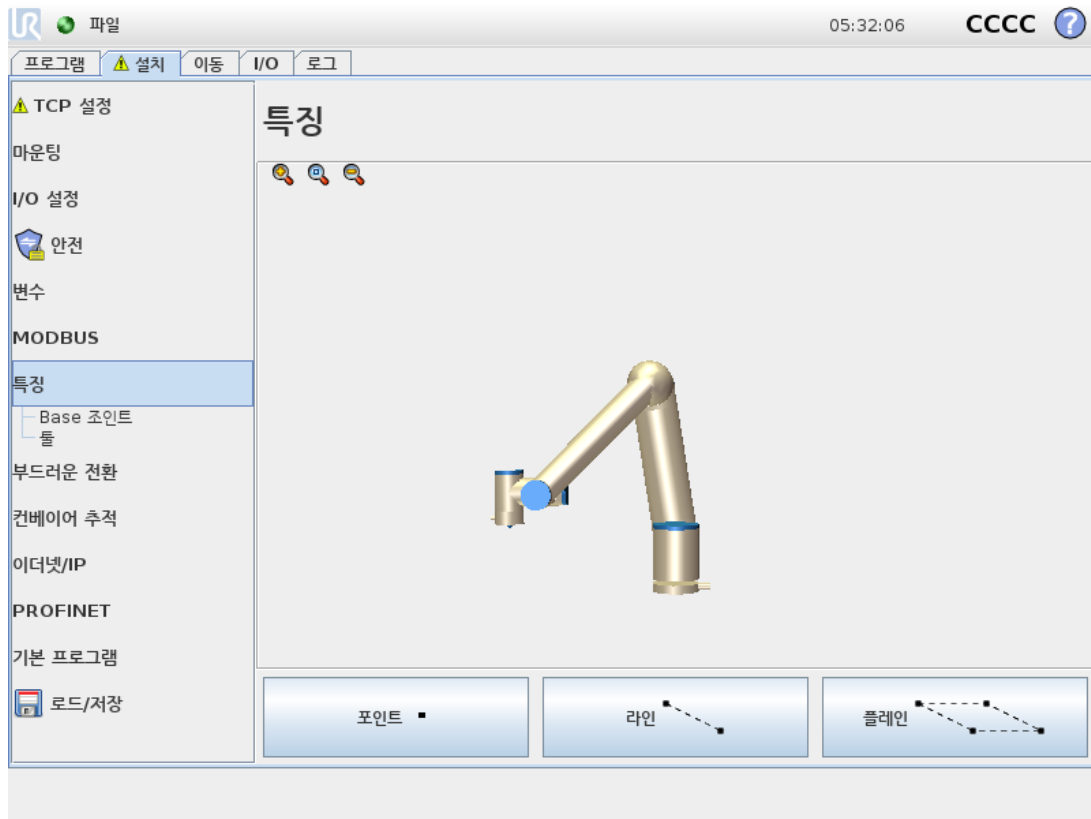 UR 파일 05:32:06 CCCC ?
프로그램 설치 이동 I/O 로그
TCP 설정
특징
마운팅
I/O 설정
안전
변수
MODBUS
특징
Base 조인트
툴
부드러운 전환
컨베이어 추적
이더넷/IP
PROFINET
기본 프로그램
로드/저장
포인트 라인 플레인